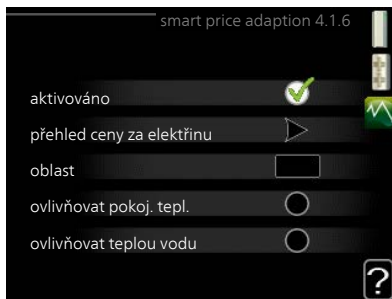 smart price adaption 4.1.6
aktivováno
přehled ceny za elektřinu
oblast
ovlivňovat pokoj. tepl.
ovlivňovat teplou vodu
?